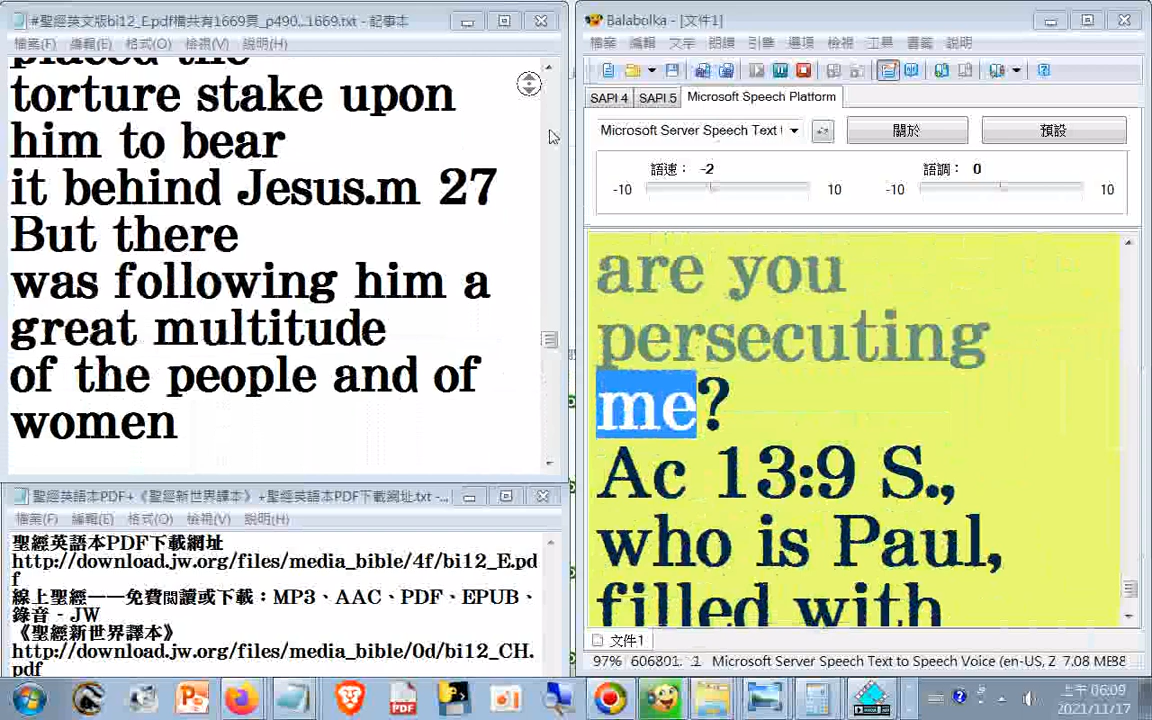 #聖經英文版bi12_E.pdf橫共有1669頁_p490...1669.txt - 記事本
檔案(F) 編輯(E) 格式(O) 檢視(V) 說明(H)
placed the
torture stake upon
him to bear
it behind Jesus.m 27
But there
was following him a
great multitude
of the people and of
women
聖經英語本PDF+《聖經新世界譯本》+聖經英語本PDF下載網址.txt -...
檔案(F) 編輯(E) 格式(O) 檢視(V) 說明(H)
聖經英語本PDF下載網址
http://download.jw.org/files/media_bible/4f/bi12_E.pd
f
線上聖經——免費閱讀或下載：MP3、AAC、PDF、EPUB、
錄音 - JW
《聖經新世界譯本》
http://download.jw.org/files/media_bible/0d/bi12_CH.
pdf
Balabolka - [文件1]
檔案 編輯 文字 朗讀 引擎 選項 檢視 工具 書籤 說明
SAPI 4 SAPI 5 Microsoft Speech Platform
Microsoft Server Speech Text 關於 預設
語速： -2 語調： 0
-10 10 -10 10
are you
persecuting
me?
Ac 13:9 S.,
who is Paul,
filled with
文件1
97% 606801. Microsoft Server Speech Text to Speech Voice (en-US, Z 7.08 MB
上午 06:09
2021/11/17